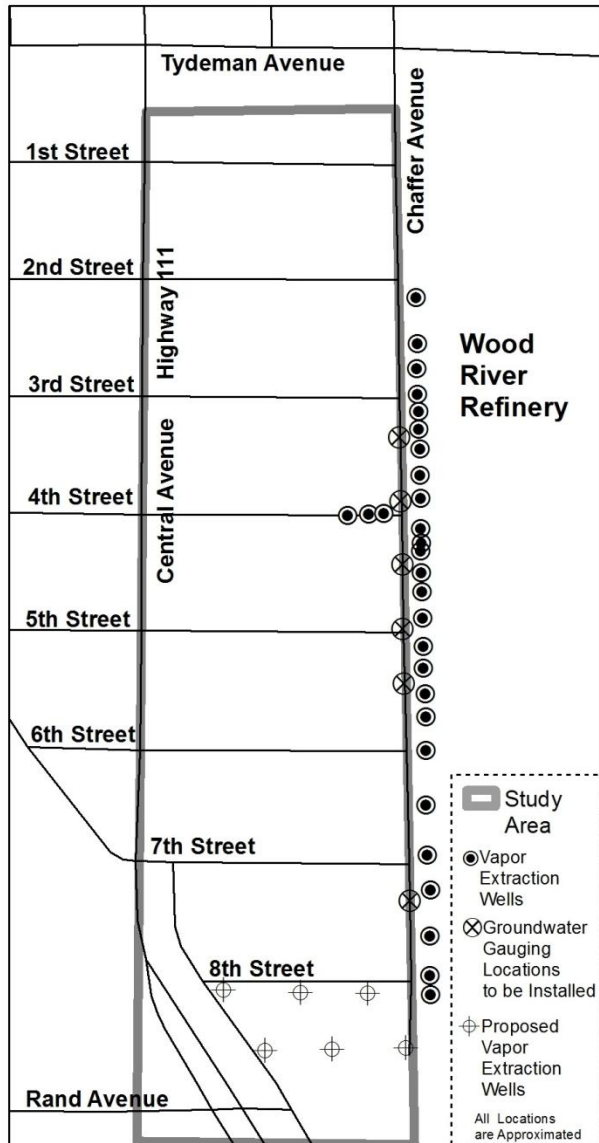 Tydeman Avenue
Chaffer Avenue
1st Street
2nd Street
Highway 111
Wood
River
Refinery
3rd Street
4th Street
Central Avenue
5th Street
6th Street
7th Street
8th Street
Rand Avenue
Study
Area
Vapor
Extraction
Wells
Groundwater
Gauging
Locations
to be Installed
Proposed
Vapor
Extraction
Wells
All Locations
are Approximated